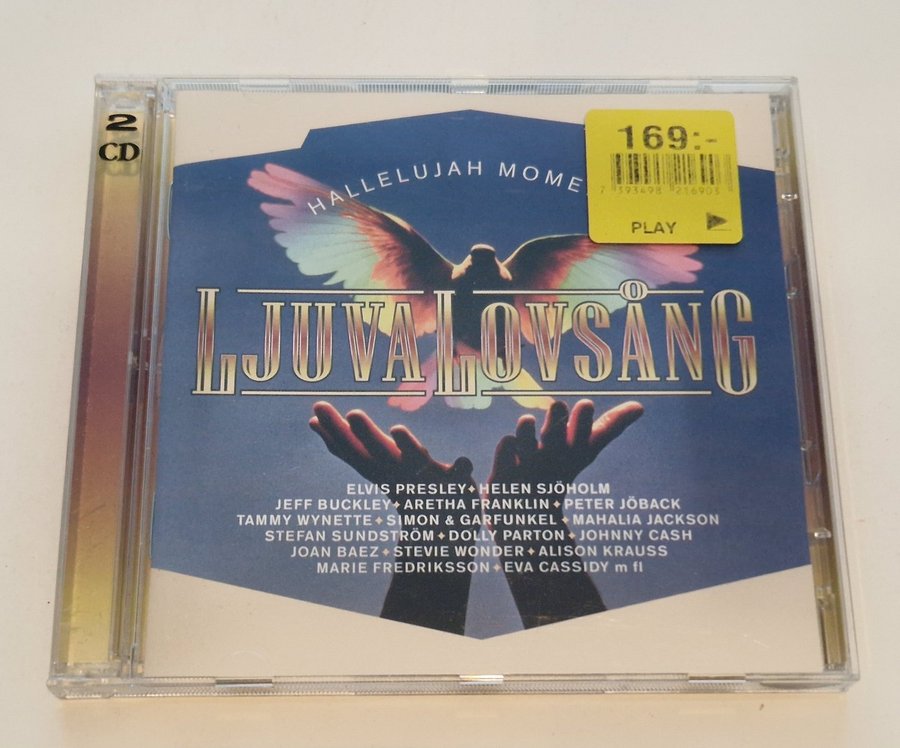 2
CD
169:-
7 393498 216903
PLAY
HALLELUJAH
LJUVA LOVSÅNG
ELVIS PRESLEY ✦ HELEN SJÖHOLM
JEFF BUCKLEY ✦ ARETHA FRANKLIN ✦ PETER JÖBACK
TAMMY WYNETTE ✦ SIMON & GARFUNKEL ✦ MAHALIA JACKSON
STEFAN SUNDSTRÖM ✦ DOLLY PARTON ✦ JOHNNY CASH
JOAN BAEZ ✦ STEVIE WONDER ✦ ALISON KRAUSS
MARIE FREDRIKSSON ✦ EVA CASSIDY m fl